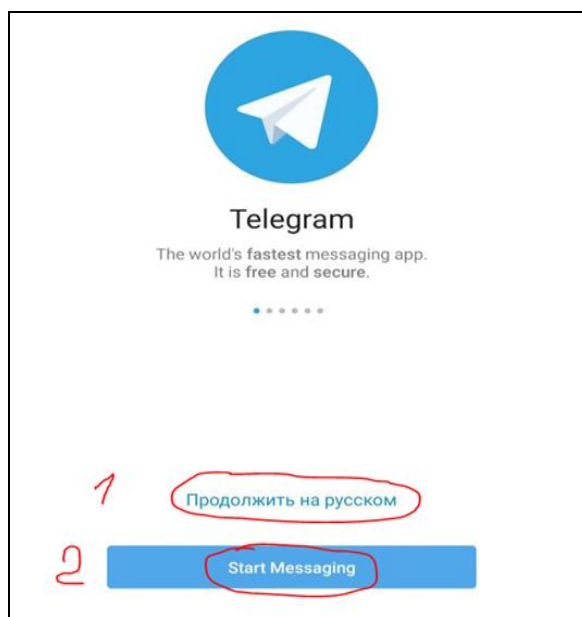 Telegram
The world's fastest messaging app.
It is free and secure.
1 Продолжить на русском
2 Start Messaging